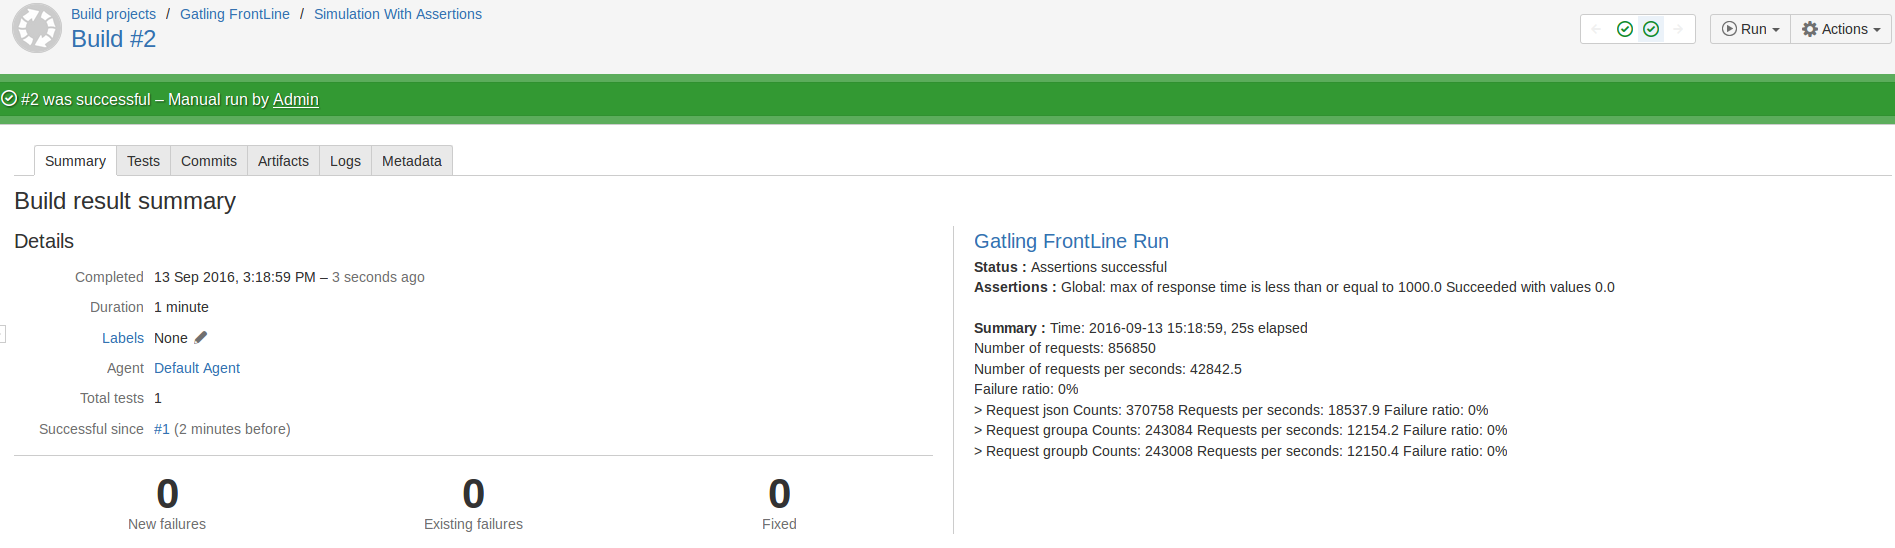 Build projects / Gatling FrontLine / Simulation With Assertions
Build #2
Run
Actions
#2 was successful – Manual run by Admin
Summary Tests Commits Artifacts Logs Metadata
Build result summary
Details
Completed 13 Sep 2016, 3:18:59 PM – 3 seconds ago
Duration 1 minute
Labels None
Agent Default Agent
Total tests 1
Successful since #1 (2 minutes before)
0 0 0
New failures Existing failures Fixed
Gatling FrontLine Run
Status : Assertions successful
Assertions : Global: max of response time is less than or equal to 1000.0 Succeeded with values 0.0
Summary : Time: 2016-09-13 15:18:59, 25s elapsed
Number of requests: 856850
Number of requests per seconds: 42842.5
Failure ratio: 0%
> Request json Counts: 370758 Requests per seconds: 18537.9 Failure ratio: 0%
> Request groupa Counts: 243084 Requests per seconds: 12154.2 Failure ratio: 0%
> Request groupb Counts: 243008 Requests per seconds: 12150.4 Failure ratio: 0%